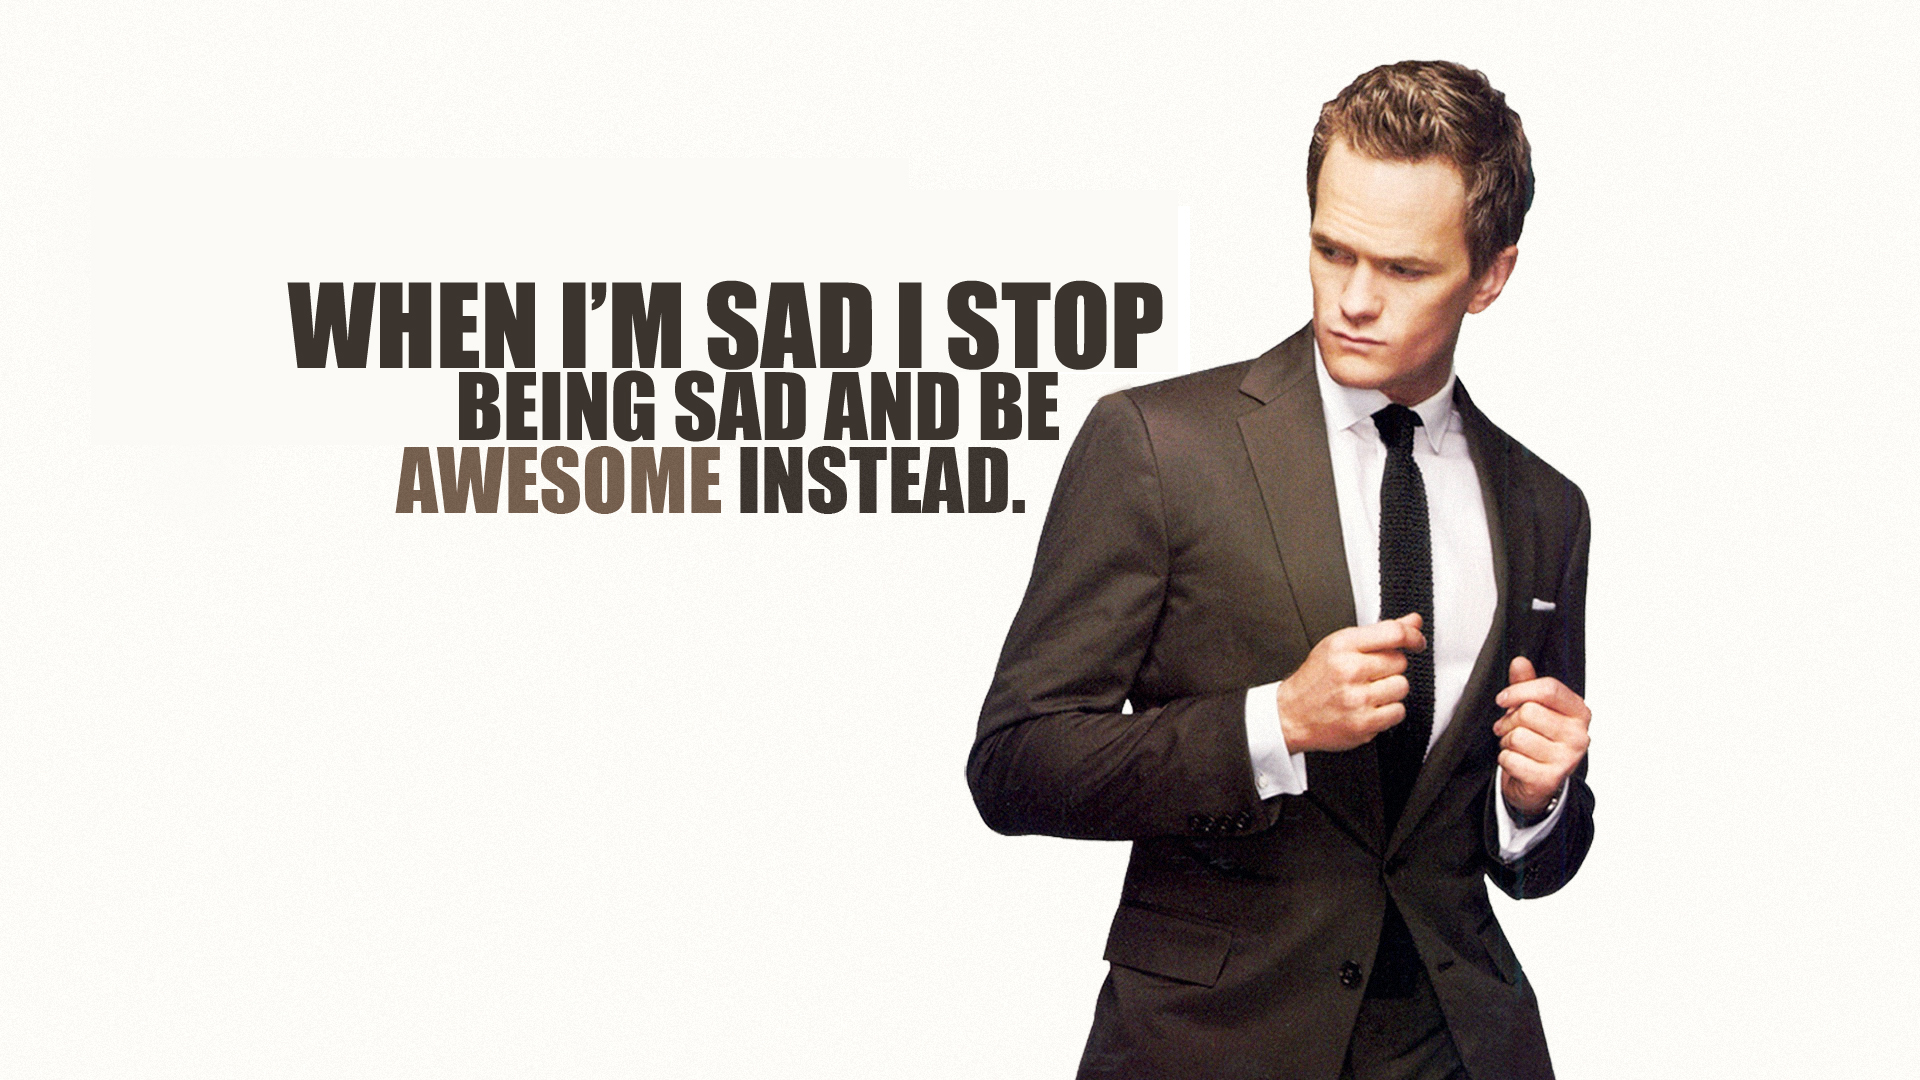 WHEN I’M SAD I STOP
BEING SAD AND BE
AWESOME INSTEAD.